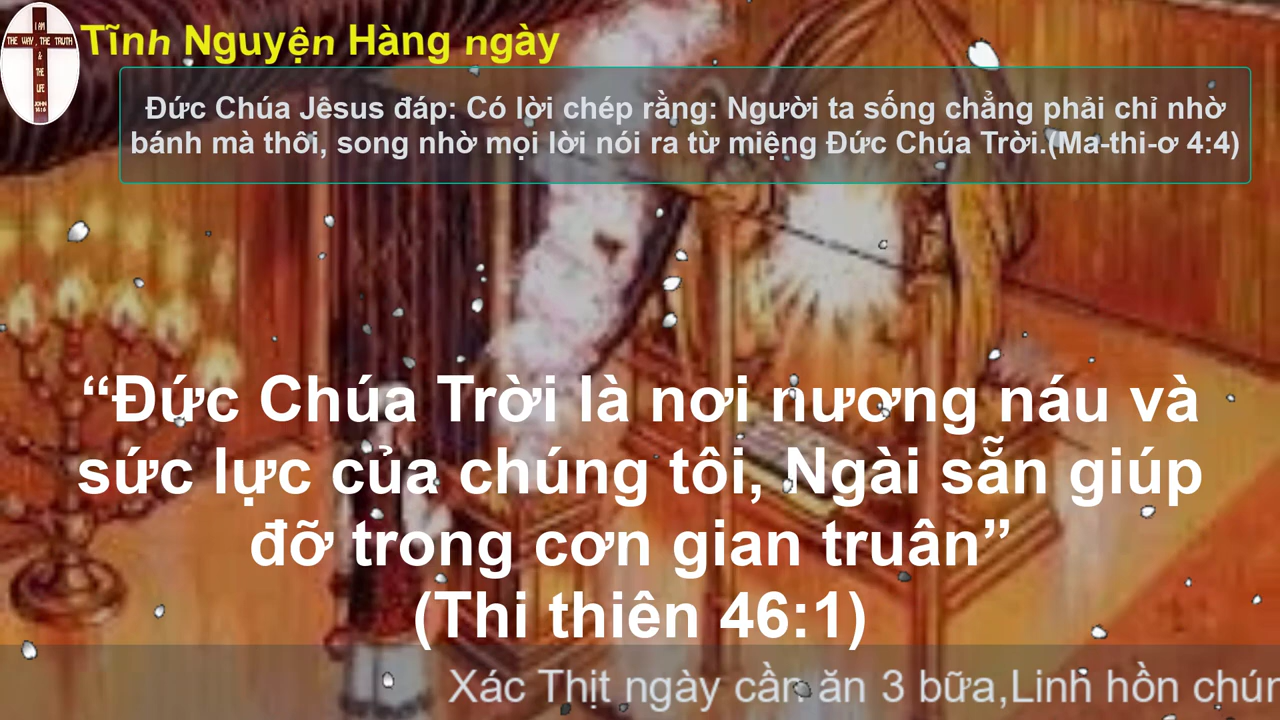 I AM
THE WAY, THE TRUTH
&
THE
LIFE
JOHN
Tĩnh Nguyện Hàng ngày
Đức Chúa Jêsus đáp: Có lời chép rằng: Người ta sống chẳng phải chỉ nhờ
bánh mà thôi, song nhờ mọi lời nói ra từ miệng Đức Chúa Trời.(Ma-thi-ơ 4:4)
“Đức Chúa Trời là nơi nương náu và
sức lực của chúng tôi, Ngài sẵn giúp
đỡ trong cơn gian truân”
(Thi thiên 46:1)
Xác Thịt ngày cần ăn 3 bữa,Linh hồn